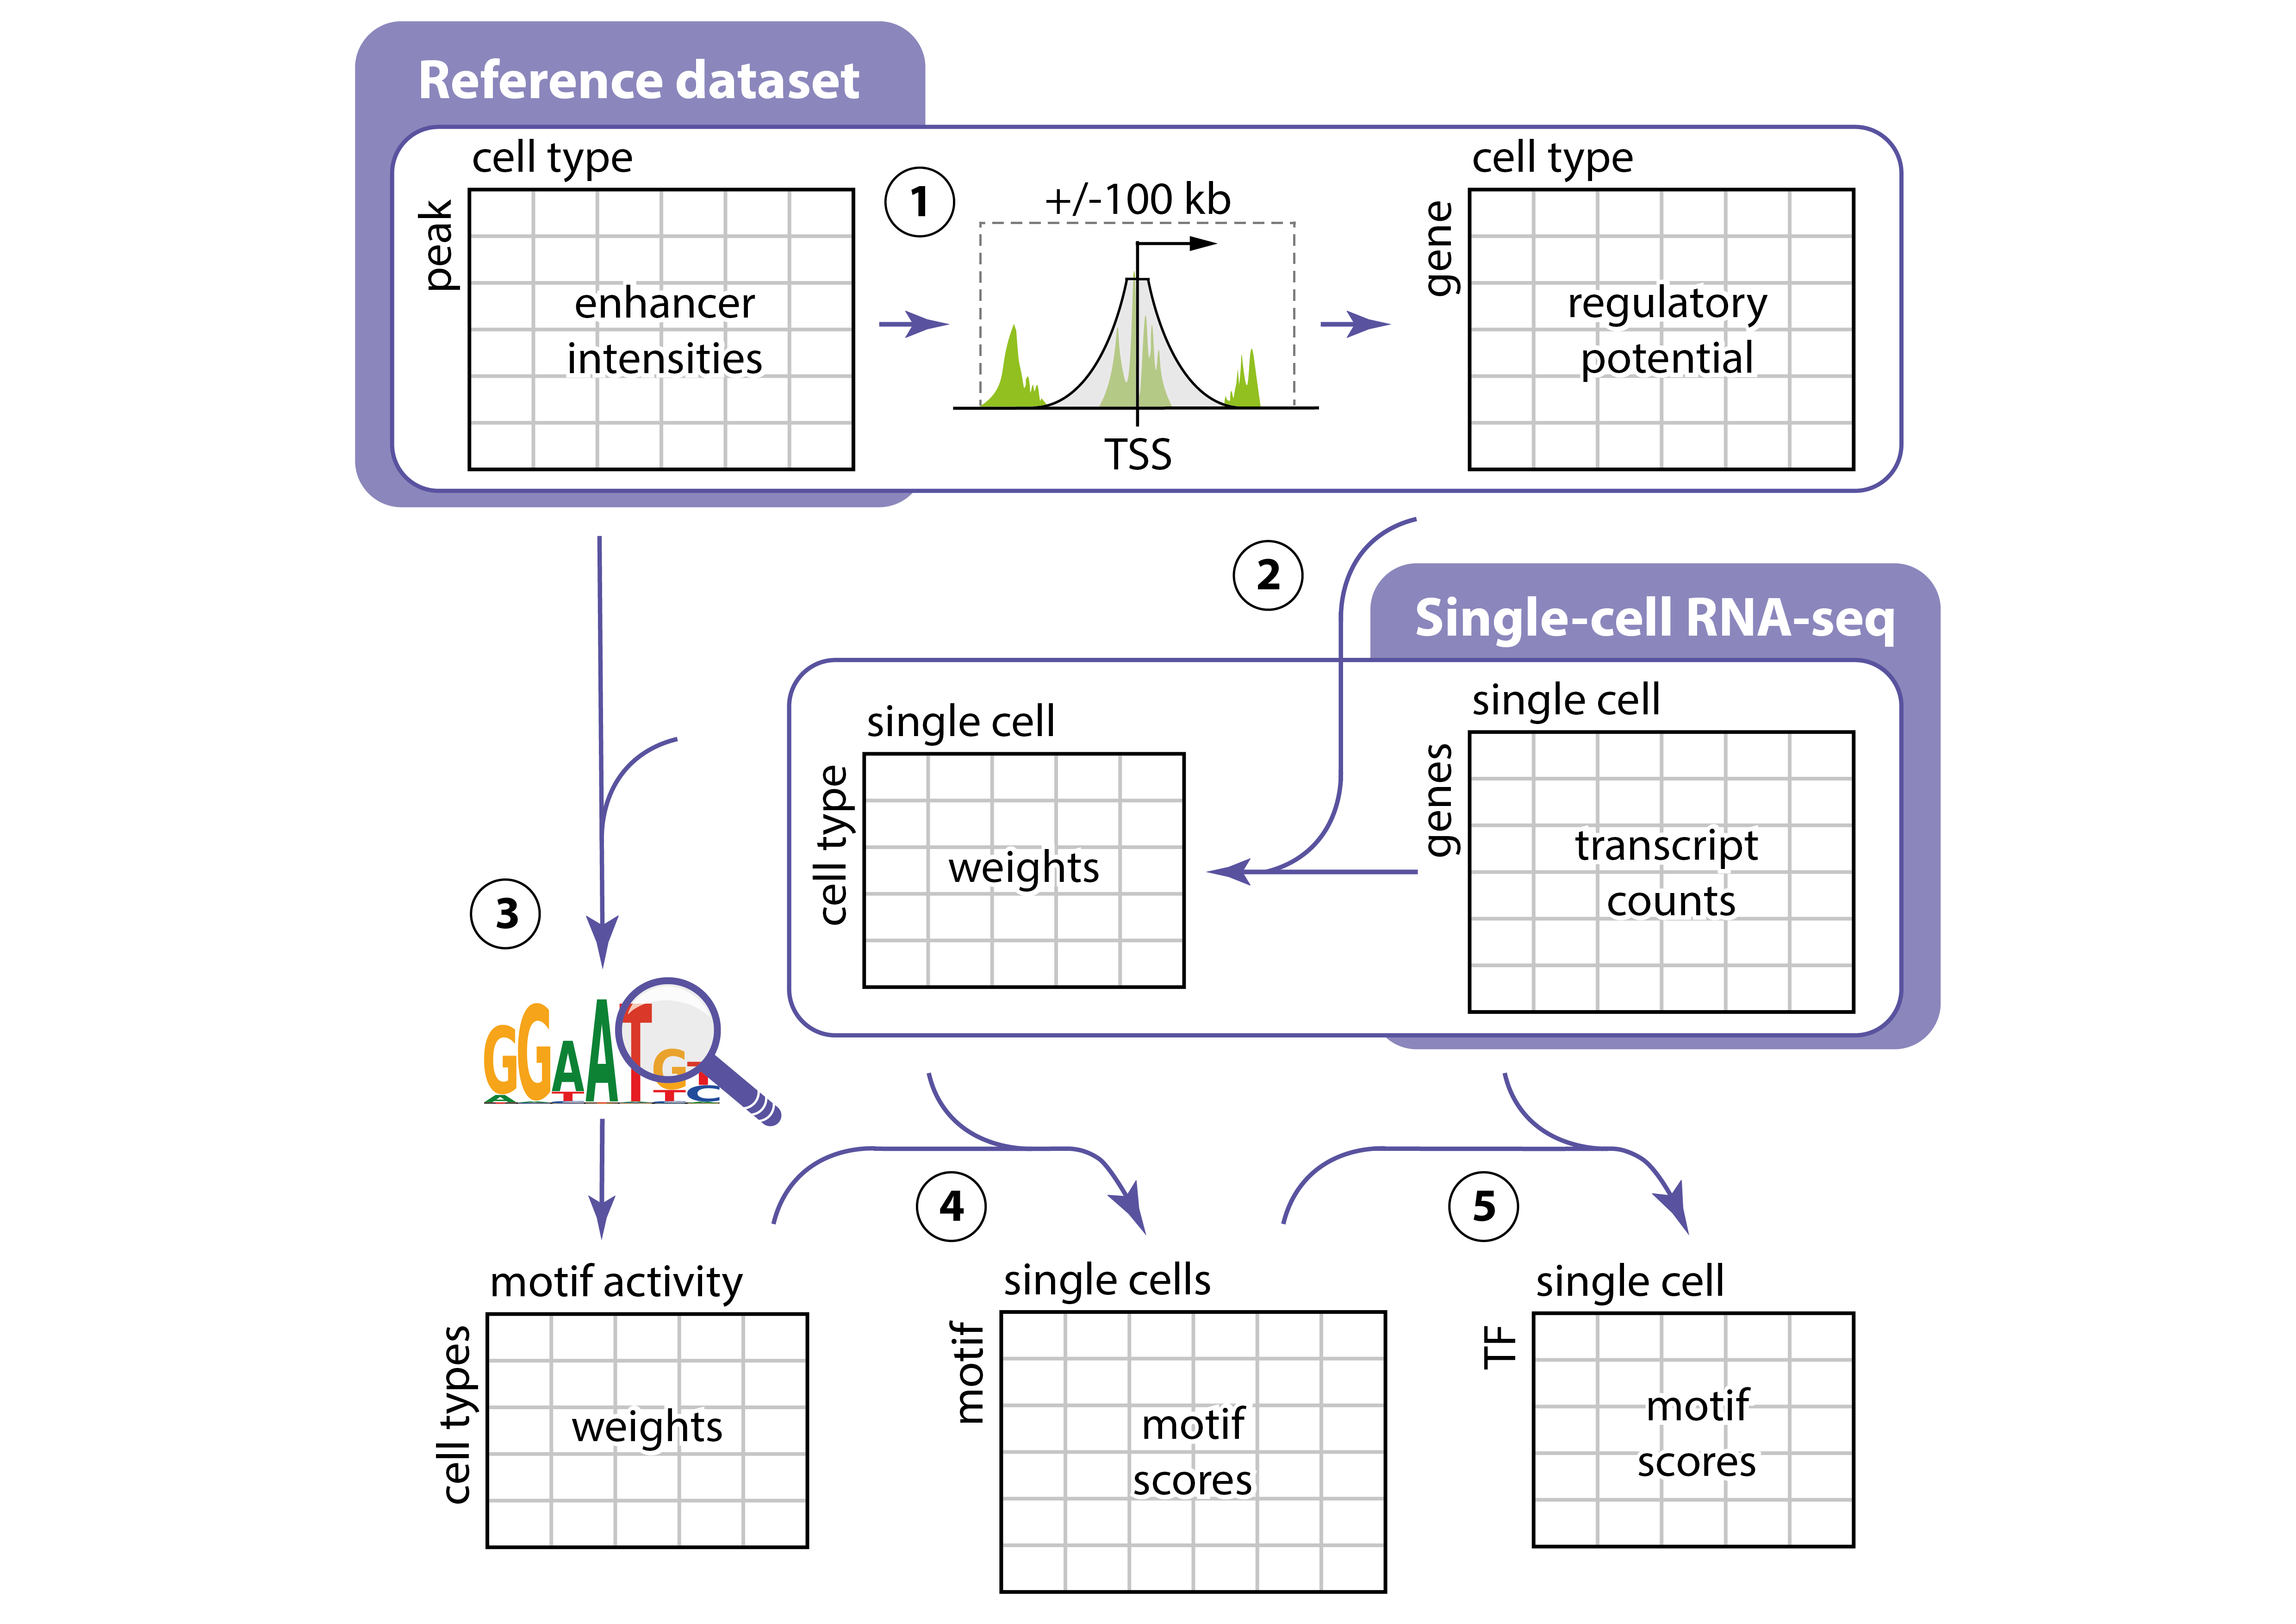 Reference dataset
cell type
peak
enhancer
intensities
1
+/-100 kb
TSS
cell type
gene
regulatory
potential
2
Single-cell RNA-seq
single cell
cell type
weights
single cell
genes
transcript
counts
3
GGAATGT
A
T
T
C
4
5
motif activity
cell types
weights
single cells
motif
motif
scores
single cell
TF
motif
scores